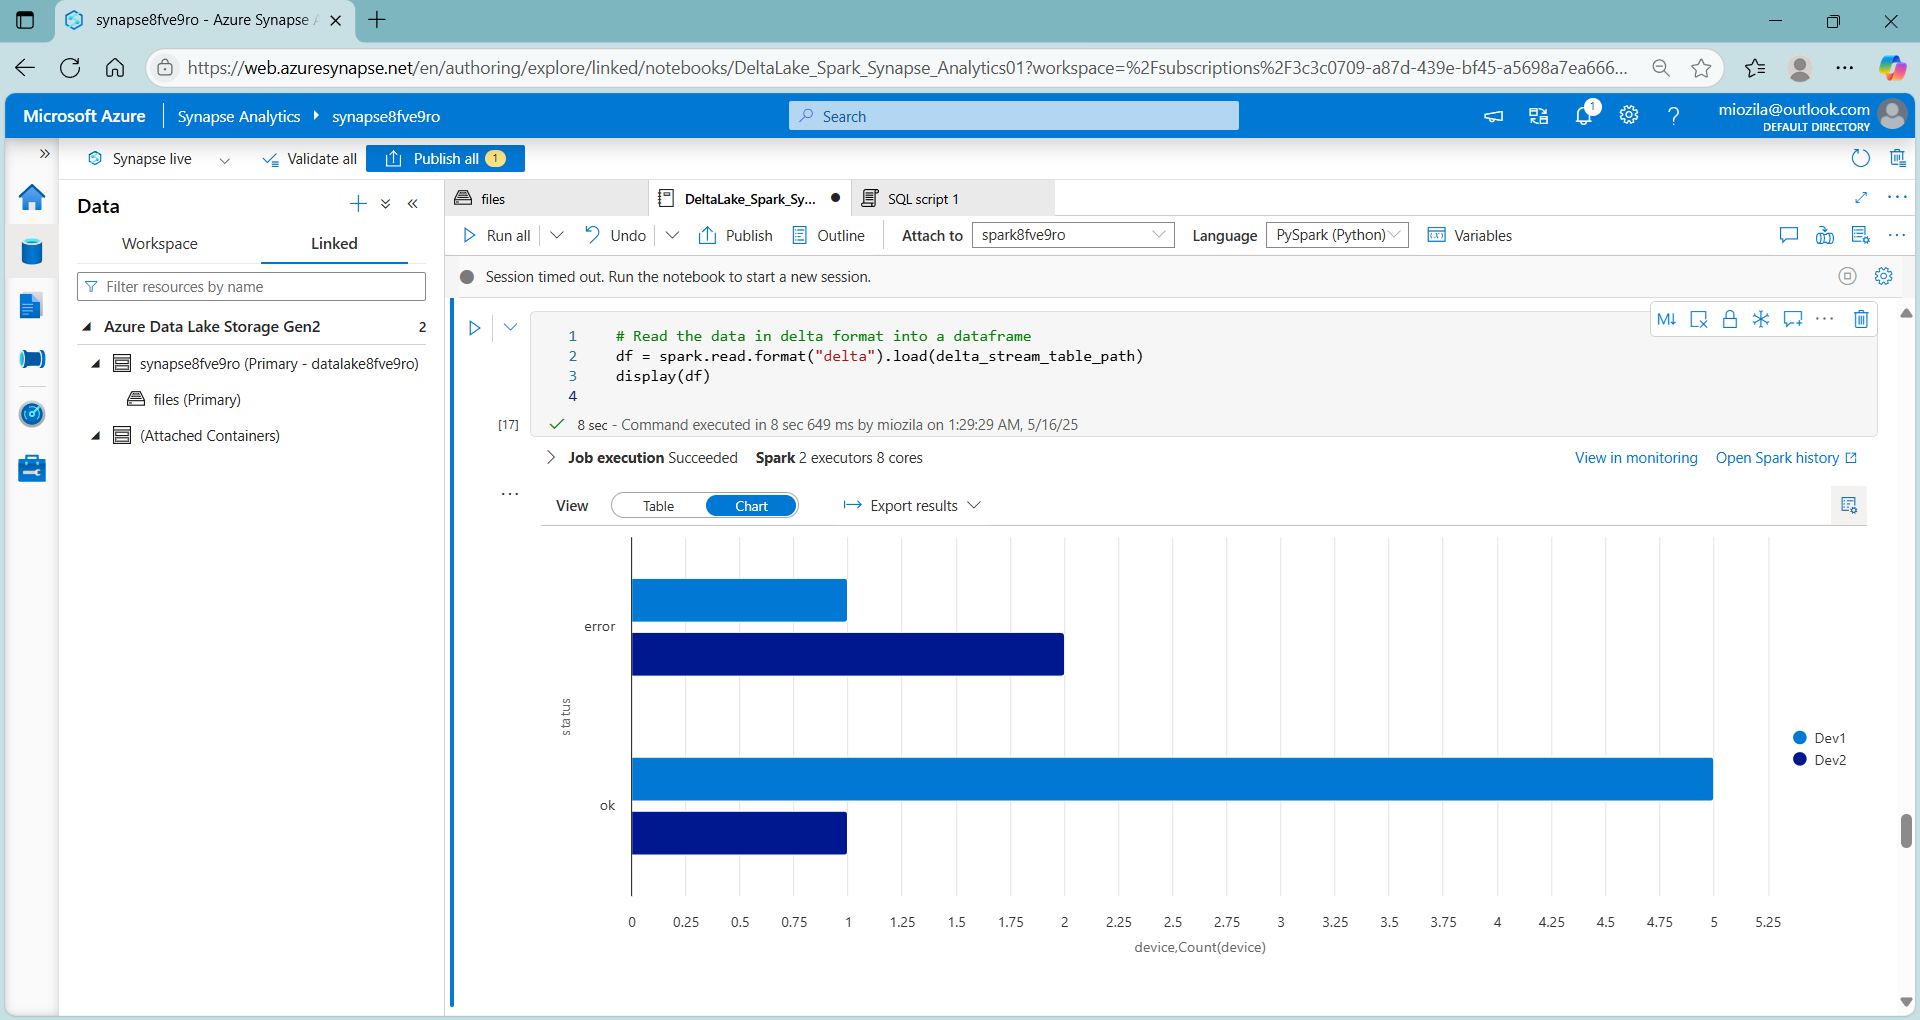 synapse8fve9ro - Azure Synapse A
https://web.azuresynapse.net/en/authoring/explore/linked/notebooks/DeltaLake_Spark_Synapse_Analytics01?workspace=%2Fsubscriptions%2F3c3c0709-a87d-439e-bf45-a5698a7ea666...
Microsoft Azure
Synapse Analytics
synapse8fve9ro
Search
1
?
miozila@outlook.com
DEFAULT DIRECTORY
Synapse live
Validate all
Publish all 1
Data
Workspace
Linked
Filter resources by name
Azure Data Lake Storage Gen2
2
synapse8fve9ro (Primary - datalake8fve9ro)
files (Primary)
(Attached Containers)
files
DeltaLake_Spark_Sy...
SQL script 1
Run all
Undo
Publish
Outline
Attach to
spark8fve9ro
Language
PySpark (Python)
Variables
Session timed out. Run the notebook to start a new session.
M↓
1 # Read the data in delta format into a dataframe
2 df = spark.read.format("delta").load(delta_stream_table_path)
3 display(df)
4
[17]
8 sec - Command executed in 8 sec 649 ms by miozila on 1:29:29 AM, 5/16/25
Job execution Succeeded Spark 2 executors 8 cores
View in monitoring
Open Spark history
View
Table
Chart
Export results
error
status
ok
Dev1
Dev2
0 0.25 0.5 0.75 1 1.25 1.5 1.75 2 2.25 2.5 2.75 3 3.25 3.5 3.75 4 4.25 4.5 4.75 5 5.25
device,Count(device)